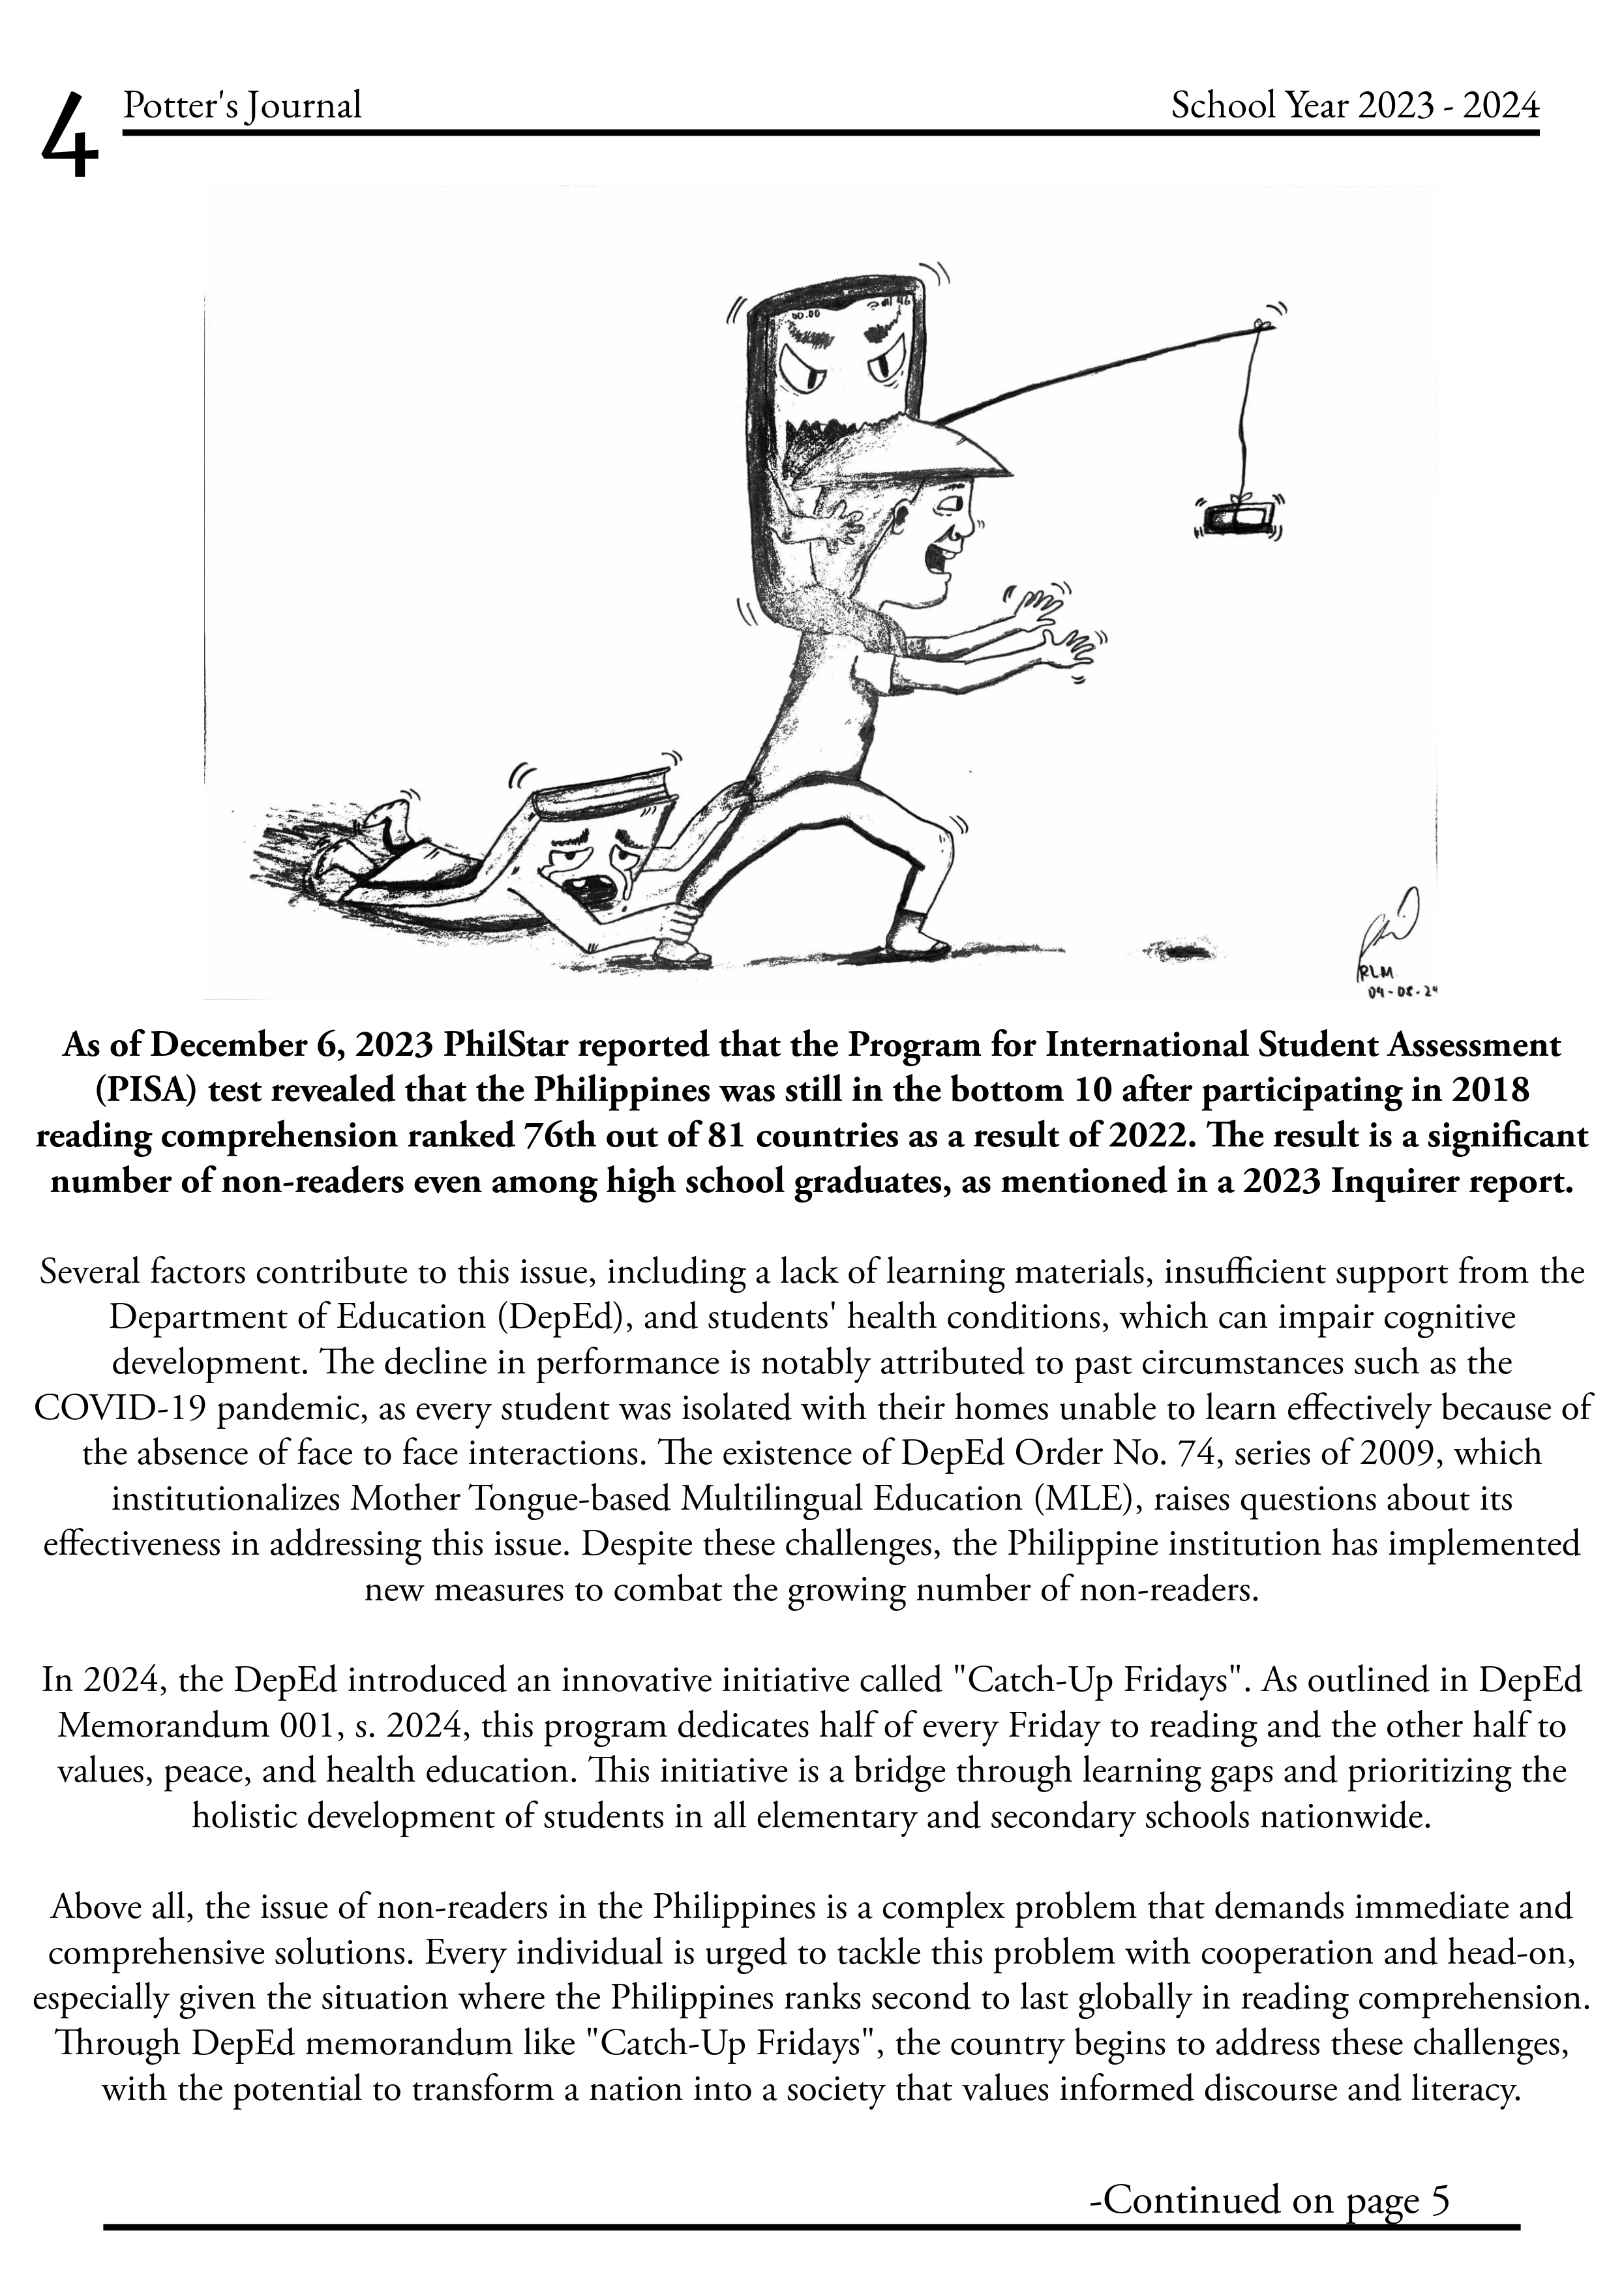 4
Potter's Journal
School Year 2023 - 2024
00.00
46
RLM
04-08-24
As of December 6, 2023 PhilStar reported that the Program for International Student Assessment
(PISA) test revealed that the Philippines was still in the bottom 10 after participating in 2018
reading comprehension ranked 76th out of 81 countries as a result of 2022. The result is a significant
number of non-readers even among high school graduates, as mentioned in a 2023 Inquirer report.
Several factors contribute to this issue, including a lack of learning materials, insufficient support from the
Department of Education (DepEd), and students' health conditions, which can impair cognitive
development. The decline in performance is notably attributed to past circumstances such as the
COVID-19 pandemic, as every student was isolated with their homes unable to learn effectively because of
the absence of face to face interactions. The existence of DepEd Order No. 74, series of 2009, which
institutionalizes Mother Tongue-based Multilingual Education (MLE), raises questions about its
effectiveness in addressing this issue. Despite these challenges, the Philippine institution has implemented
new measures to combat the growing number of non-readers.
In 2024, the DepEd introduced an innovative initiative called "Catch-Up Fridays". As outlined in DepEd
Memorandum 001, s. 2024, this program dedicates half of every Friday to reading and the other half to
values, peace, and health education. This initiative is a bridge through learning gaps and prioritizing the
holistic development of students in all elementary and secondary schools nationwide.
Above all, the issue of non-readers in the Philippines is a complex problem that demands immediate and
comprehensive solutions. Every individual is urged to tackle this problem with cooperation and head-on,
especially given the situation where the Philippines ranks second to last globally in reading comprehension.
Through DepEd memorandum like "Catch-Up Fridays", the country begins to address these challenges,
with the potential to transform a nation into a society that values informed discourse and literacy.
-Continued on page 5